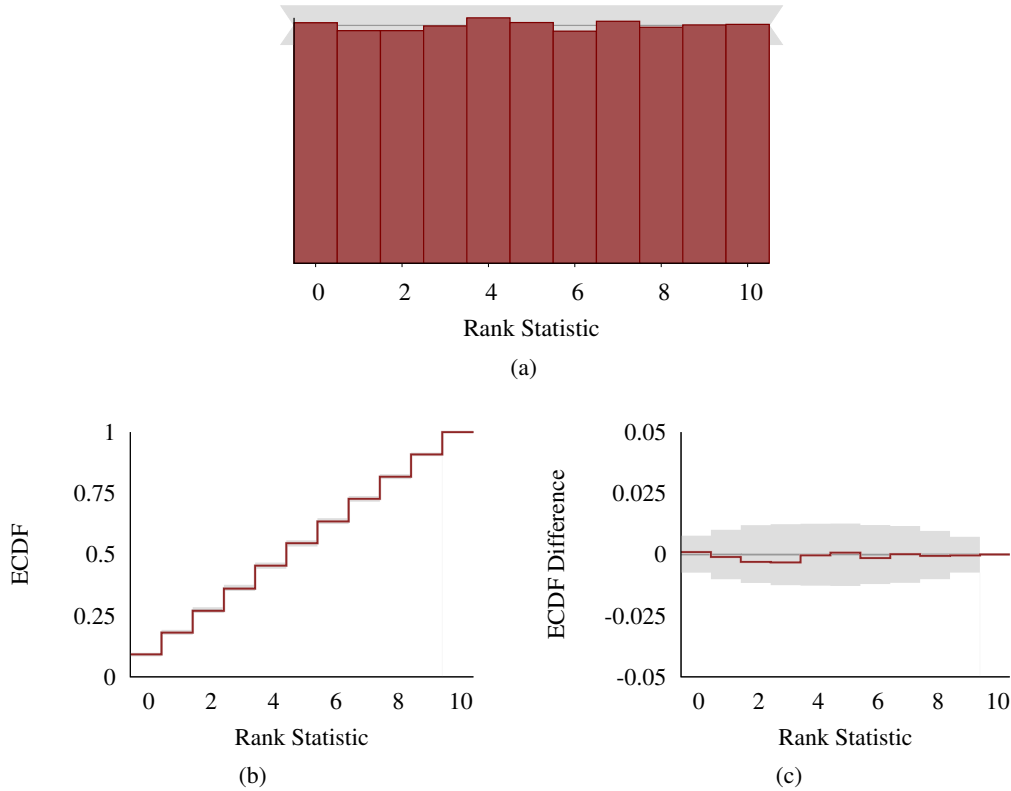 0 2 4 6 8 10
Rank Statistic
(a)
1
0.75
0.5
0.25
0
ECDF
0 2 4 6 8 10
Rank Statistic
(b)
0.05
0.025
0
-0.025
-0.05
ECDF Difference
0 2 4 6 8 10
Rank Statistic
(c)